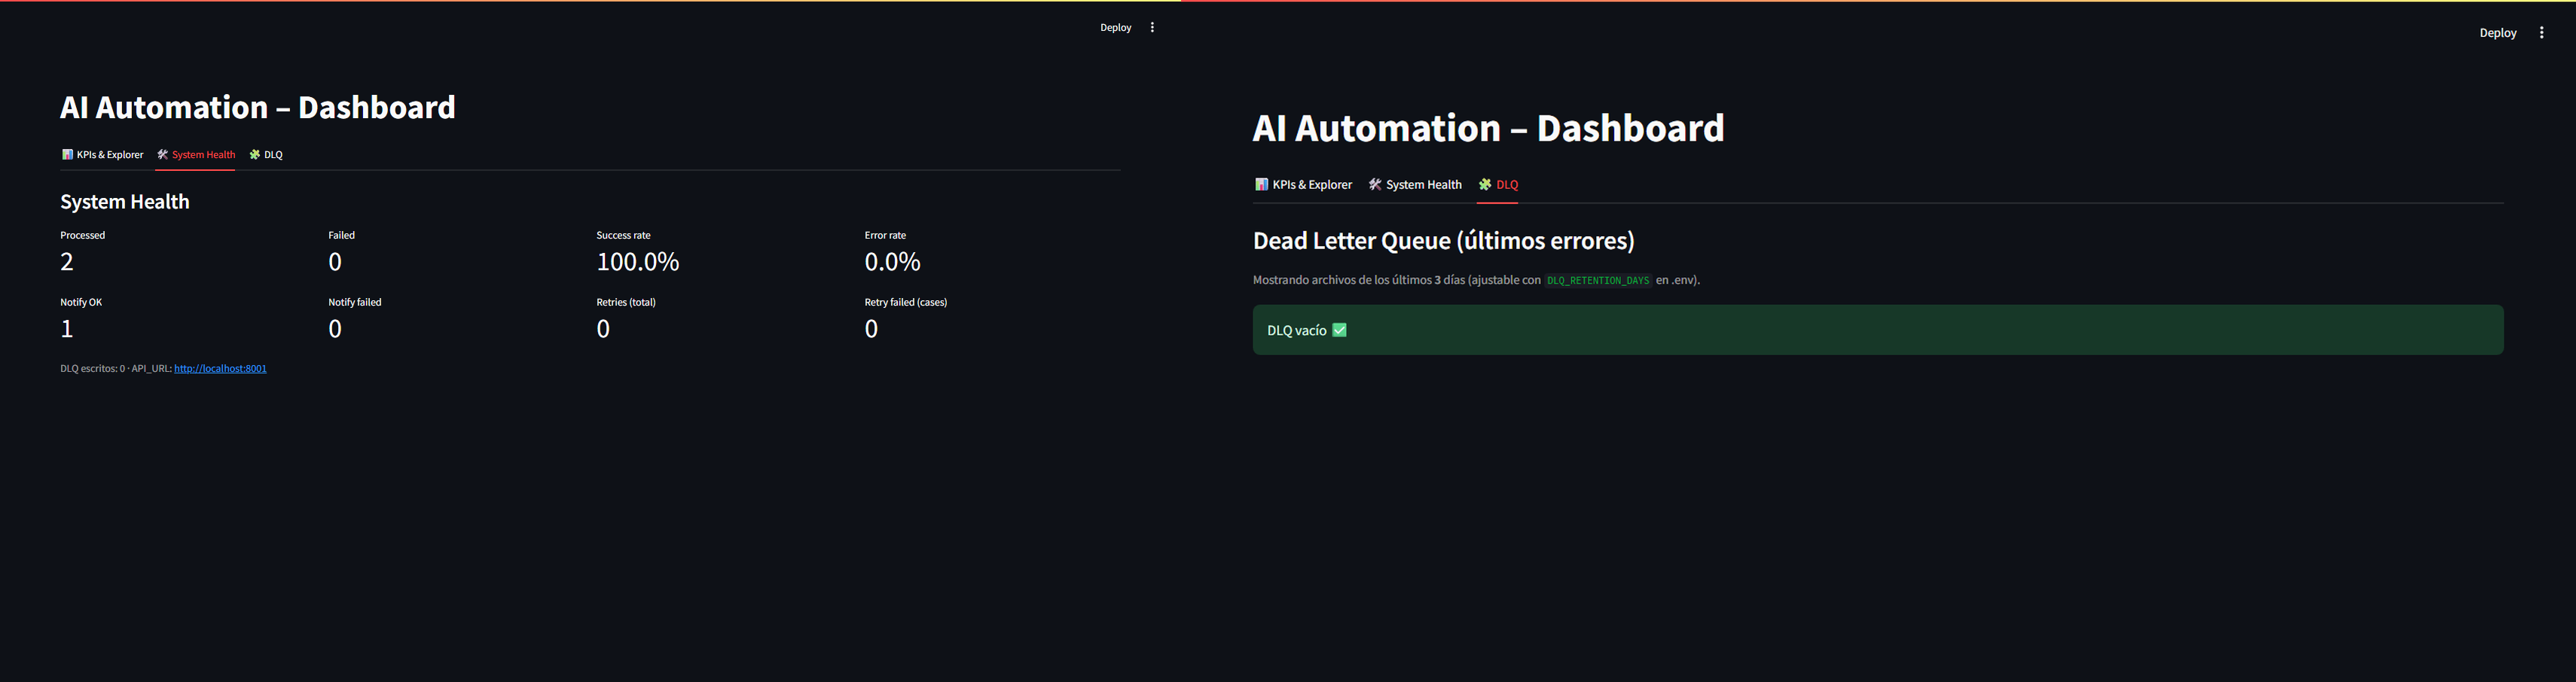 Deploy
AI Automation – Dashboard
📊 KPIs & Explorer 🛠 System Health 🧩 DLQ
System Health
Processed Failed Success rate Error rate
2 0 100.0% 0.0%
Notify OK Notify failed Retries (total) Retry failed (cases)
1 0 0 0
DLQ escritos: 0 · API_URL: http://localhost:8001
Deploy
AI Automation – Dashboard
📊 KPIs & Explorer 🛠 System Health 🧩 DLQ
Dead Letter Queue (últimos errores)
Mostrando archivos de los últimos 3 días (ajustable con DLQ_RETENTION_DAYS en .env).
DLQ vacío ✅